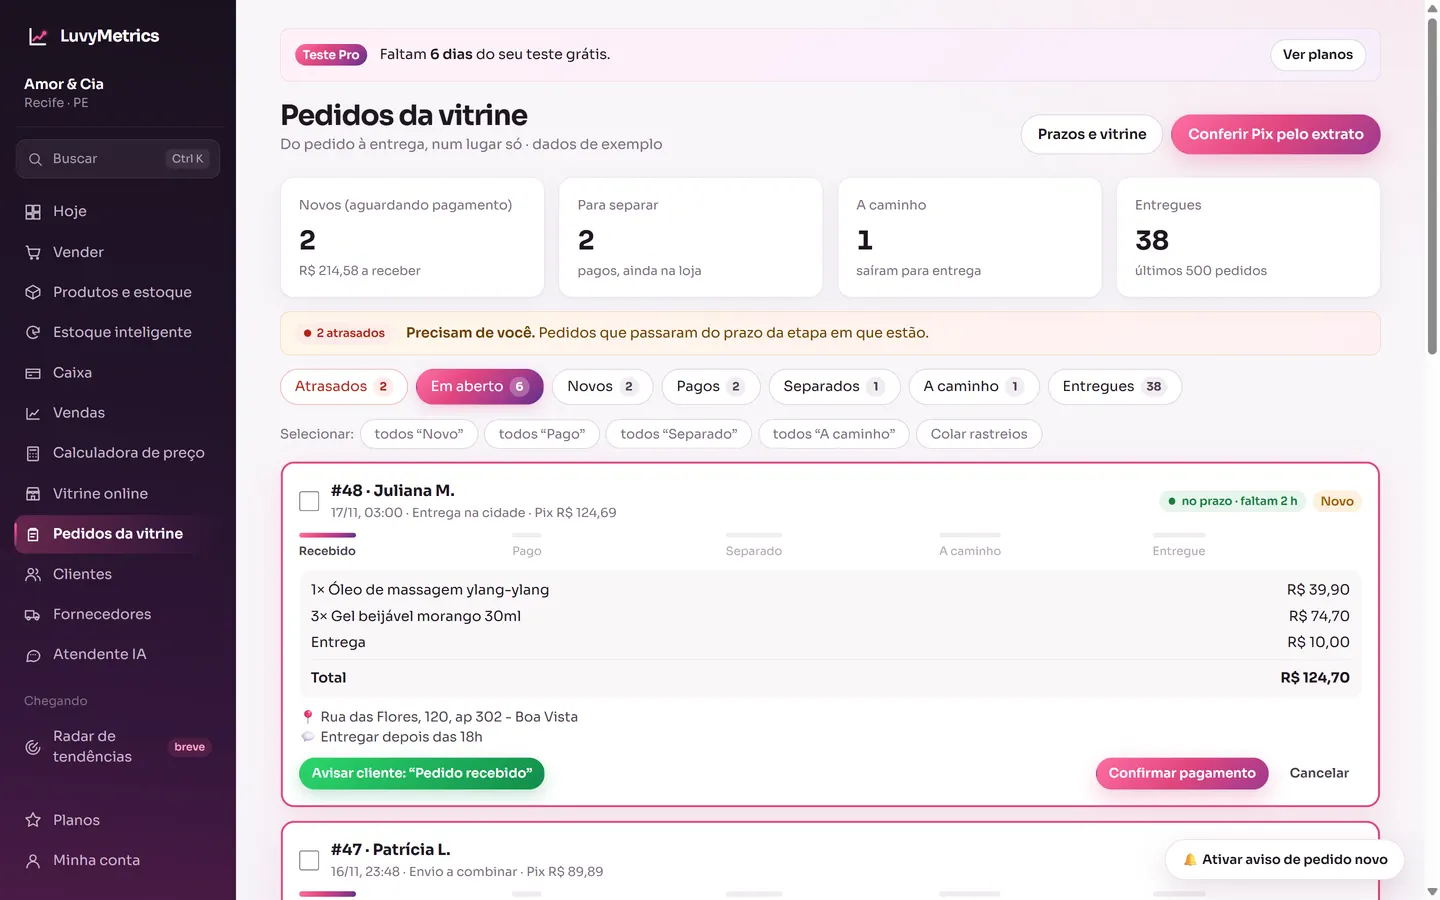 LuvyMetrics
Amor & Cia
Recife · PE
Buscar
Ctrl K
Hoje
Vender
Produtos e estoque
Estoque inteligente
Caixa
Vendas
Calculadora de preço
Vitrine online
Pedidos da vitrine
Clientes
Fornecedores
Atendente IA
Chegando
Radar de
tendências
breve
Planos
Minha conta
Teste Pro
Faltam 6 dias do seu teste grátis.
Ver planos
Pedidos da vitrine
Do pedido à entrega, num lugar só · dados de exemplo
Prazos e vitrine
Conferir Pix pelo extrato
Novos (aguardando pagamento)
2
R$ 214,58 a receber
Para separar
2
pagos, ainda na loja
A caminho
1
saíram para entrega
Entregues
38
últimos 500 pedidos
2 atrasados
Precisam de você. Pedidos que passaram do prazo da etapa em que estão.
Atrasados 2
Em aberto 6
Novos 2
Pagos 2
Separados 1
A caminho 1
Entregues 38
Selecionar:
todos “Novo”
todos “Pago”
todos “Separado”
todos “A caminho”
Colar rastreios
#48 · Juliana M.
17/11, 03:00 · Entrega na cidade · Pix R$ 124,69
no prazo · faltam 2 h
Novo
Recebido
Pago
Separado
A caminho
Entregue
1× Óleo de massagem ylang-ylang R$ 39,90
3× Gel beijável morango 30ml R$ 74,70
Entrega R$ 10,00
Total R$ 124,70
Rua das Flores, 120, ap 302 - Boa Vista
Entregar depois das 18h
Avisar cliente: “Pedido recebido”
Confirmar pagamento
Cancelar
#47 · Patrícia L.
16/11, 23:48 · Envio a combinar · Pix R$ 89,89
Ativar aviso de pedido novo